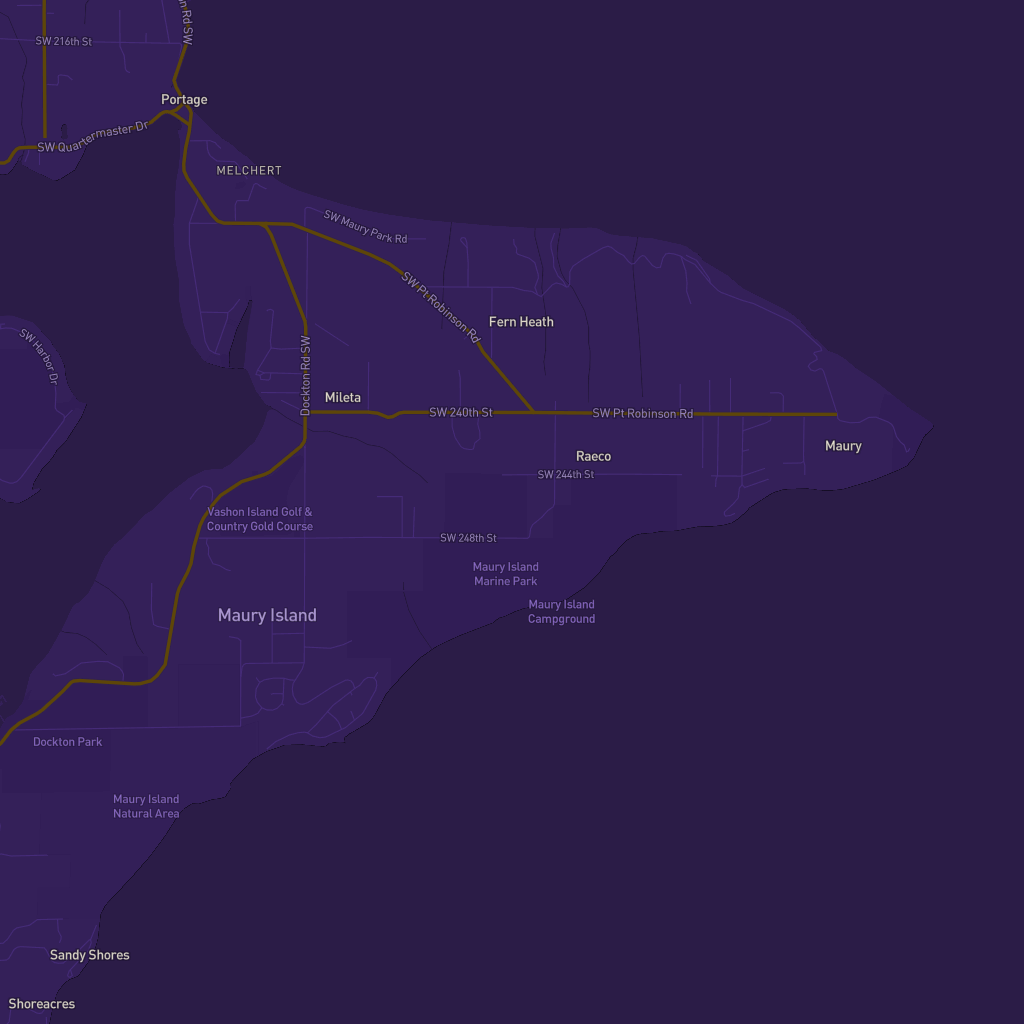 n Rd SW
SW 216th St
Portage
SW Quartermaster Dr
MELCHERT
SW Maury Park Rd
SW Pt Robinson Rd
Fern Heath
SW Harbor Dr
Dockton Rd SW
Mileta
SW 240th St
SW Pt Robinson Rd
Maury
Raeco
SW 244th St
Vashon Island Golf &
Country Gold Course
SW 248th St
Maury Island
Marine Park
Maury Island
Campground
Maury Island
Dockton Park
Maury Island
Natural Area
Sandy Shores
Shoreacres